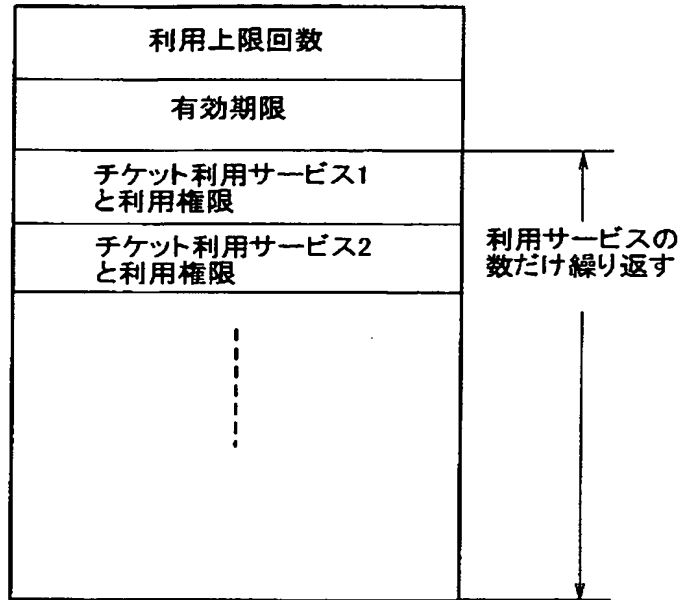 利用上限回数
有効期限
チケット利用サービス1
と利用権限
チケット利用サービス2
と利用権限
利用サービスの
数だけ繰り返す